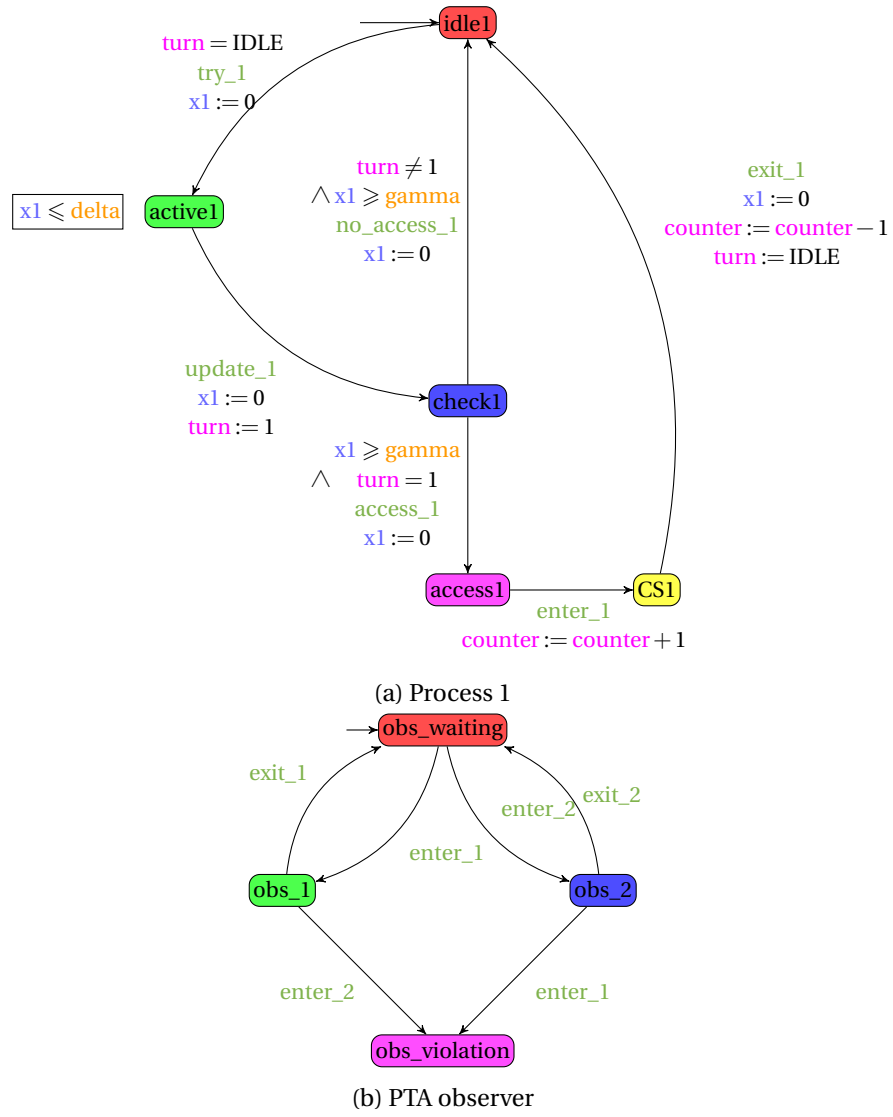 idle1
turn = IDLE
try_1
x1 := 0
turn ≠ 1
∧ x1 ⩾ gamma
no_access_1
x1 := 0
exit_1
x1 := 0
counter := counter − 1
turn := IDLE
x1 ⩽ delta
active1
update_1
x1 := 0
turn := 1
check1
x1 ⩾ gamma
∧ turn = 1
access_1
x1 := 0
access1
CS1
enter_1
counter := counter + 1
(a) Process 1
obs_waiting
exit_1
exit_2
enter_2
enter_1
obs_1
obs_2
enter_2
enter_1
obs_violation
(b) PTA observer